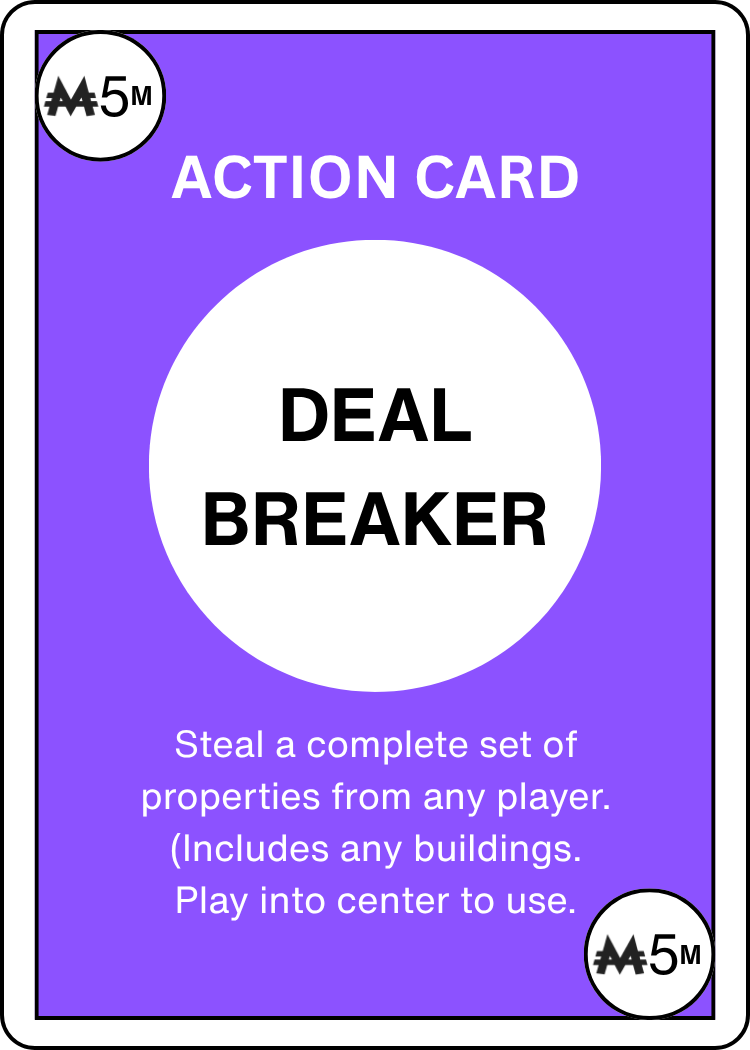 ₩5M
ACTION CARD
DEAL
BREAKER
Steal a complete set of
properties from any player.
(Includes any buildings.
Play into center to use.
₩5M